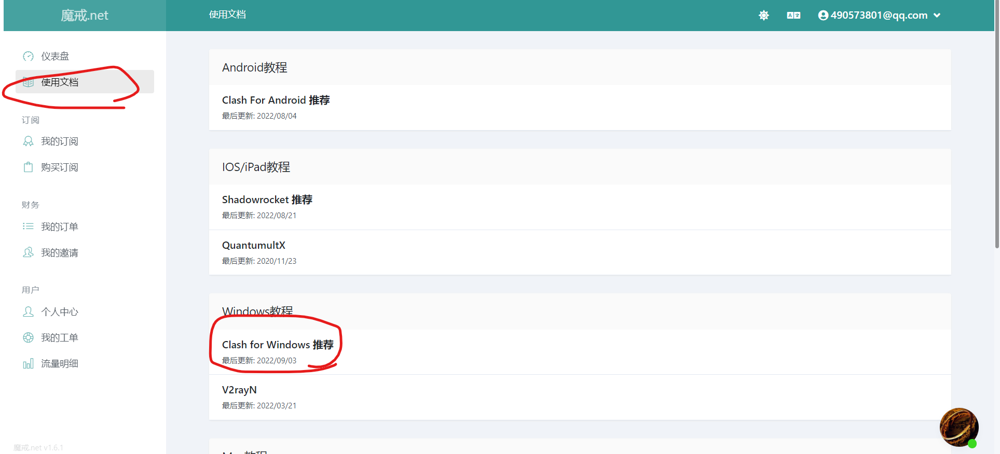 魔戒.net
使用文档
490573801@qq.com
仪表盘
使用文档
订阅
我的订阅
购买订阅
财务
我的订单
我的邀请
用户
个人中心
我的工单
流量明细
魔戒.net v1.6.1
Android教程
Clash For Android 推荐
最后更新: 2022/08/04
IOS/iPad教程
Shadowrocket 推荐
最后更新: 2022/08/21
QuantumultX
最后更新: 2020/11/23
Windows教程
Clash for Windows 推荐
最后更新: 2022/09/03
V2rayN
最后更新: 2022/03/21